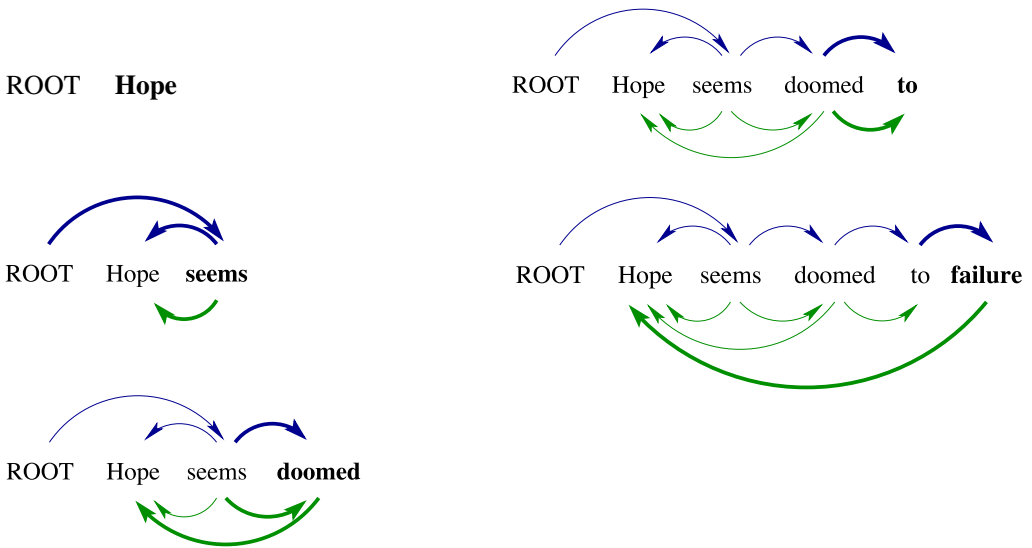 ROOT Hope
ROOT Hope seems
ROOT Hope seems doomed
ROOT Hope seems doomed to
ROOT Hope seems doomed to failure